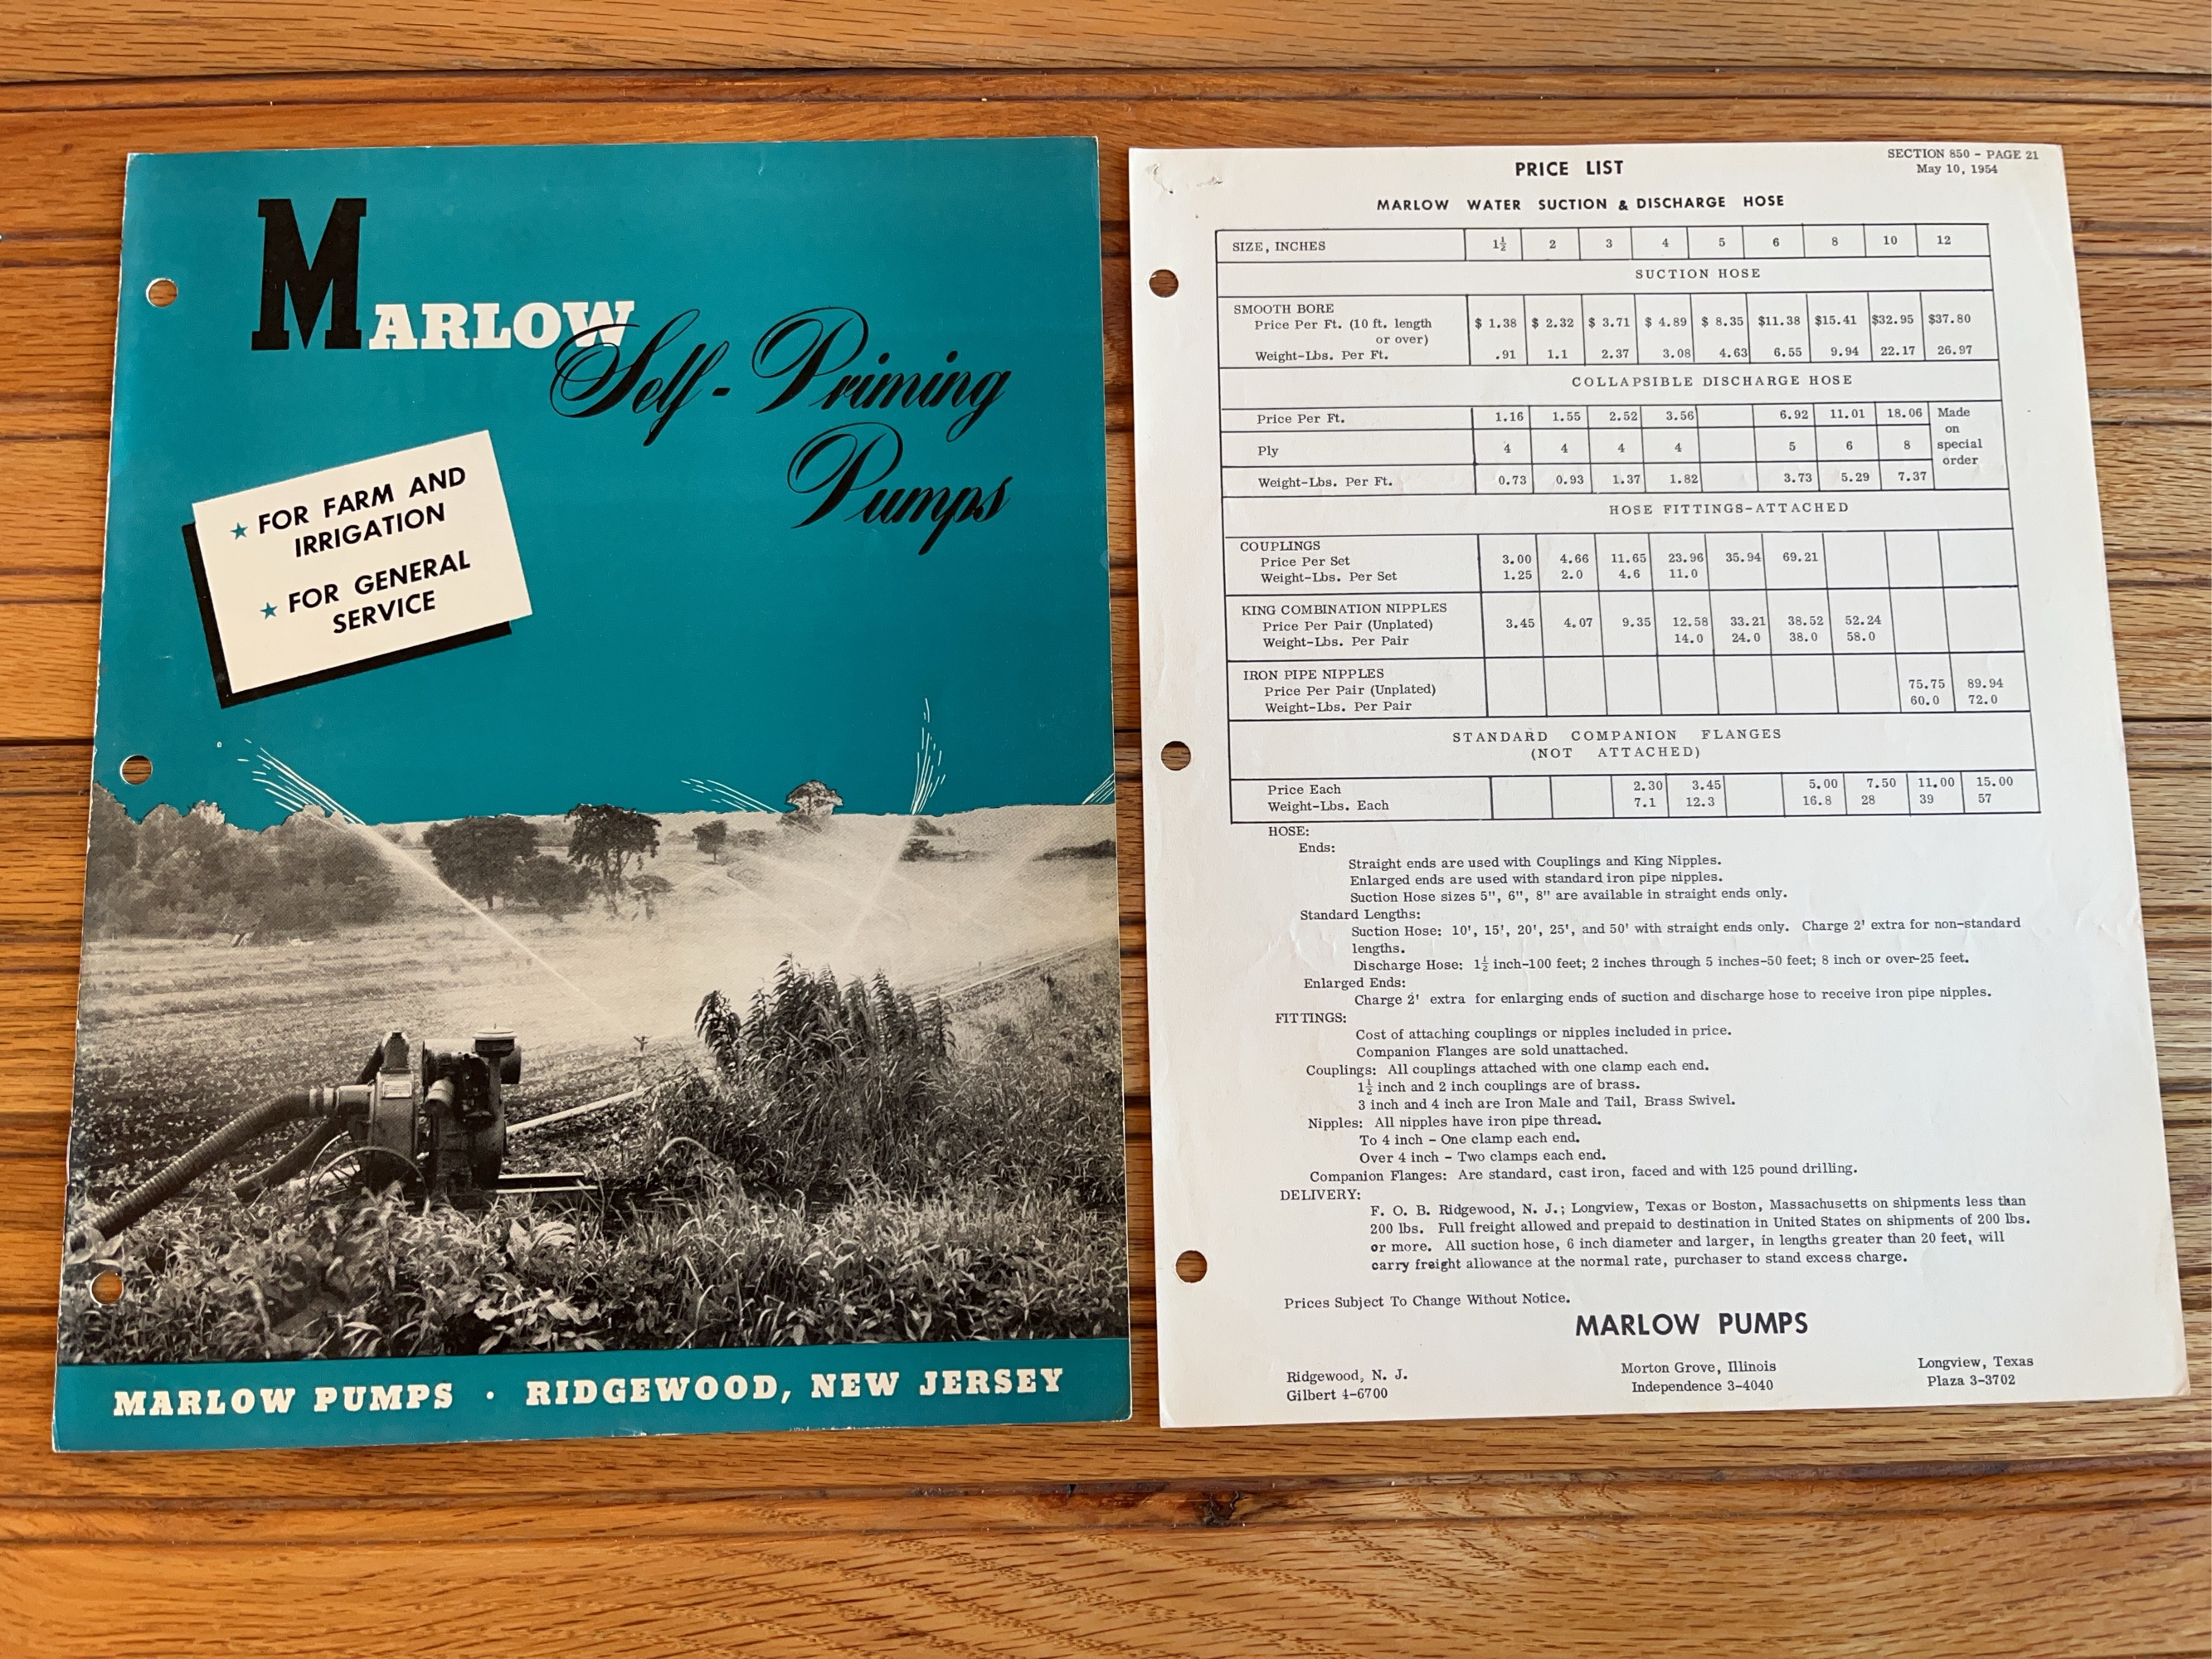 MARLOW
Self-Priming
Pumps
★ FOR FARM AND
IRRIGATION
★ FOR GENERAL
SERVICE
MARLOW PUMPS · RIDGEWOOD, NEW JERSEY
SECTION 850 - PAGE 21
May 10, 1954
PRICE LIST
MARLOW WATER SUCTION & DISCHARGE HOSE
SIZE, INCHES 1½ 2 3 4 5 6 8 10 12
SUCTION HOSE
SMOOTH BORE
Price Per Ft. (10 ft. length $ 1.38 $ 2.32 $ 3.71 $ 4.89 $ 8.35 $11.38 $15.41 $32.95 $37.80
or over)
Weight-Lbs. Per Ft. .91 1.1 2.37 3.08 4.63 6.55 9.94 22.17 26.97
COLLAPSIBLE DISCHARGE HOSE
Price Per Ft. 1.16 1.55 2.52 3.56 6.92 11.01 18.06 Made
on
Ply 4 4 4 4 5 6 8 special
order
Weight-Lbs. Per Ft. 0.73 0.93 1.37 1.82 3.73 5.29 7.37
HOSE FITTINGS-ATTACHED
COUPLINGS
Price Per Set 3.00 4.66 11.65 23.96 35.94 69.21
Weight-Lbs. Per Set 1.25 2.0 4.6 11.0
KING COMBINATION NIPPLES
Price Per Pair (Unplated) 3.45 4.07 9.35 12.58 33.21 38.52 52.24
Weight-Lbs. Per Pair 14.0 24.0 38.0 58.0
IRON PIPE NIPPLES
Price Per Pair (Unplated) 75.75 89.94
Weight-Lbs. Per Pair 60.0 72.0
STANDARD COMPANION FLANGES
(NOT ATTACHED)
Price Each 2.30 3.45 5.00 7.50 11.00 15.00
Weight-Lbs. Each 7.1 12.3 16.8 28 39 57
HOSE:
Ends:
Straight ends are used with Couplings and King Nipples.
Enlarged ends are used with standard iron pipe nipples.
Suction Hose sizes 5", 6", 8" are available in straight ends only.
Standard Lengths:
Suction Hose: 10', 15', 20', 25', and 50' with straight ends only. Charge 2' extra for non-standard
lengths.
Discharge Hose: 1½ inch-100 feet; 2 inches through 5 inches-50 feet; 8 inch or over-25 feet.
Enlarged Ends:
Charge 2' extra for enlarging ends of suction and discharge hose to receive iron pipe nipples.
FITTINGS:
Cost of attaching couplings or nipples included in price.
Companion Flanges are sold unattached.
Couplings: All couplings attached with one clamp each end.
1½ inch and 2 inch couplings are of brass.
3 inch and 4 inch are Iron Male and Tail, Brass Swivel.
Nipples: All nipples have iron pipe thread.
To 4 inch - One clamp each end.
Over 4 inch - Two clamps each end.
Companion Flanges: Are standard, cast iron, faced and with 125 pound drilling.
DELIVERY:
F. O. B. Ridgewood, N. J.; Longview, Texas or Boston, Massachusetts on shipments less than
200 lbs. Full freight allowed and prepaid to destination in United States on shipments of 200 lbs.
or more. All suction hose, 6 inch diameter and larger, in lengths greater than 20 feet, will
carry freight allowance at the normal rate, purchaser to stand excess charge.
Prices Subject To Change Without Notice.
MARLOW PUMPS
Ridgewood, N. J. Morton Grove, Illinois Longview, Texas
Gilbert 4-6700 Independence 3-4040 Plaza 3-3702